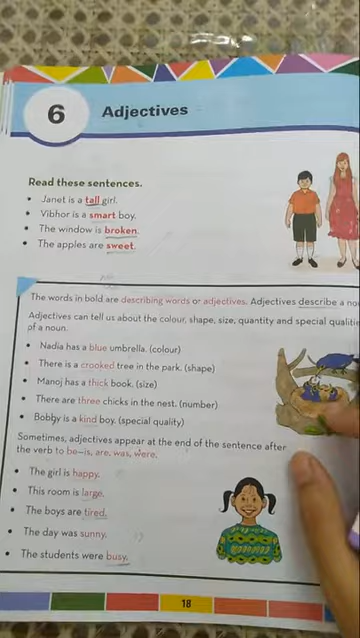 6
Adjectives
Read these sentences.
• Janet is a tall girl.
• Vibhor is a smart boy.
• The window is broken.
• The apples are sweet.
The words in bold are describing words or adjectives. Adjectives describe a
Adjectives can tell us about the colour, shape, size, quantity and special
of a noun.
• Nadia has a blue umbrella. (colour)
• There is a crooked tree in the park. (shape)
• Manoj has a thick book. (size)
• There are three chicks in the nest. (number)
• Bobby is a kind boy. (special quality)
Sometimes, adjectives appear at the end of the sentence after
the verb to be—is, are, was, were.
• The girl is happy.
• This room is large.
• The boys are tired.
• The day was sunny.
• The students were busy.
18